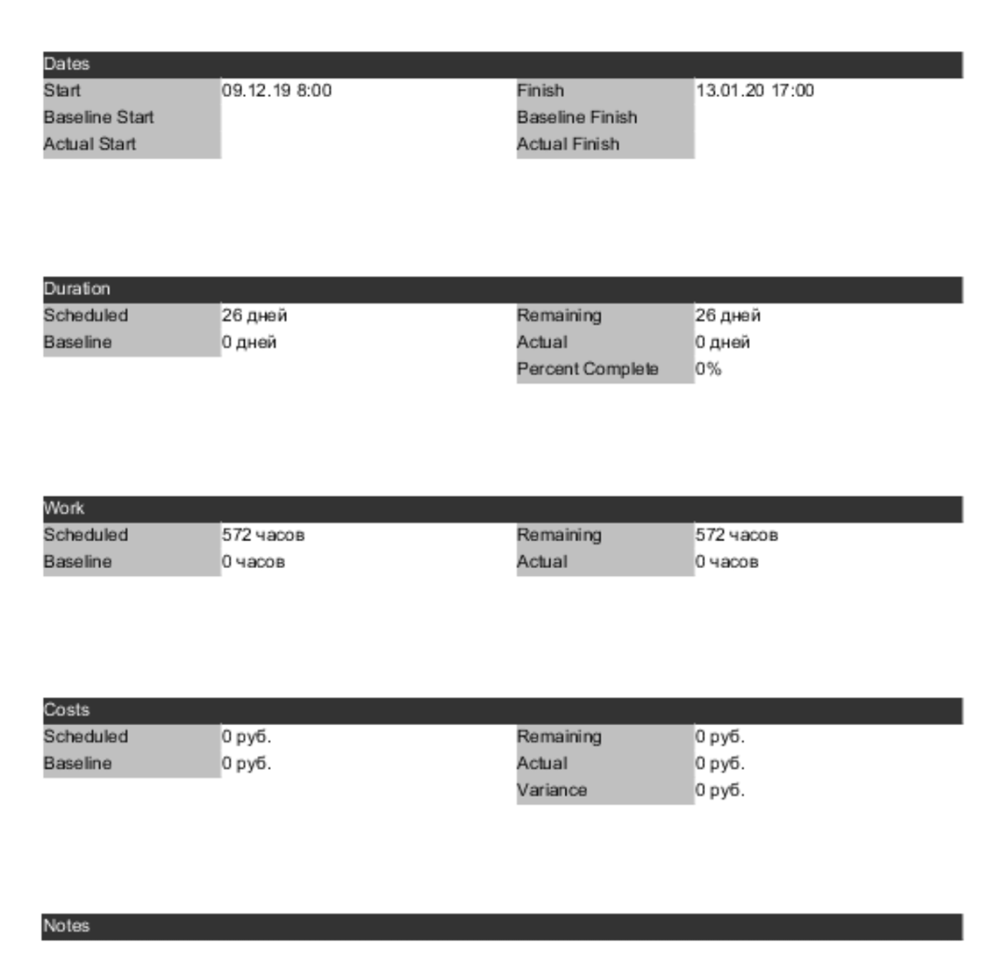 Dates
Start 09.12.19 8:00 Finish 13.01.20 17:00
Baseline Start Baseline Finish
Actual Start Actual Finish
Duration
Scheduled 26 дней Remaining 26 дней
Baseline 0 дней Actual 0 дней
Percent Complete 0%
Work
Scheduled 572 часов Remaining 572 часов
Baseline 0 часов Actual 0 часов
Costs
Scheduled 0 руб. Remaining 0 руб.
Baseline 0 руб. Actual 0 руб.
Variance 0 руб.
Notes